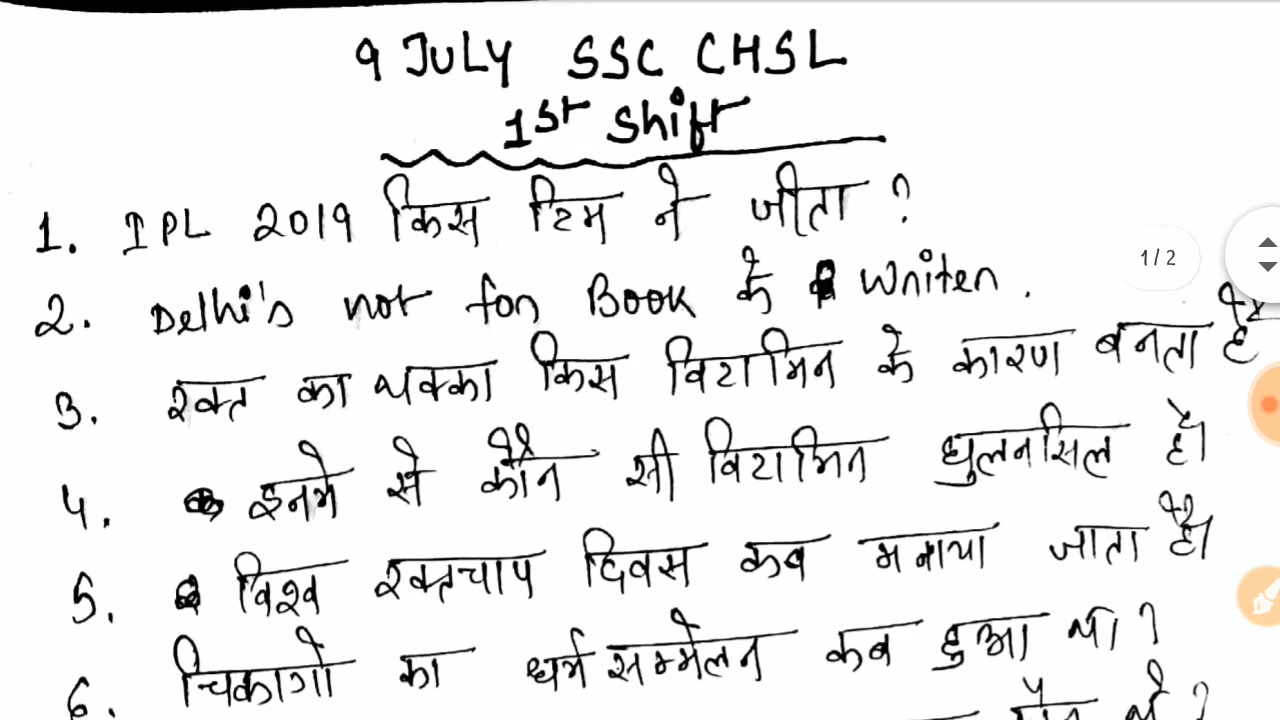 9 JULY SSC CHSL
1st Shift
1. IPL 2019 किस टिम ने जीता ?
1/2
2. Delhi's not for Book के Writer.
3. रक्त का थक्का किस विटामिन के कारण बनता है
4. इनमे से कौन सी विटामिन घुलनसिल है।
5. विश्व रक्तचाप दिवस कब मनाया जाता है।
6. चिकागो का धर्म सम्मेलन कब हुआ था ?